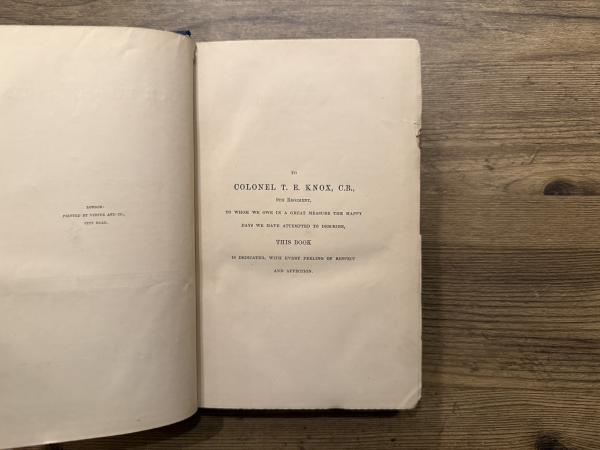 LONDON:
PRINTED BY VIRTUE AND CO.,
CITY ROAD.
TO
COLONEL T. E. KNOX, C.B.,
9TH REGIMENT,
TO WHOM WE OWE IN A GREAT MEASURE THE HAPPY
DAYS WE HAVE ATTEMPTED TO DESCRIBE,
THIS BOOK
IS DEDICATED, WITH EVERY FEELING OF RESPECT
AND AFFECTION.